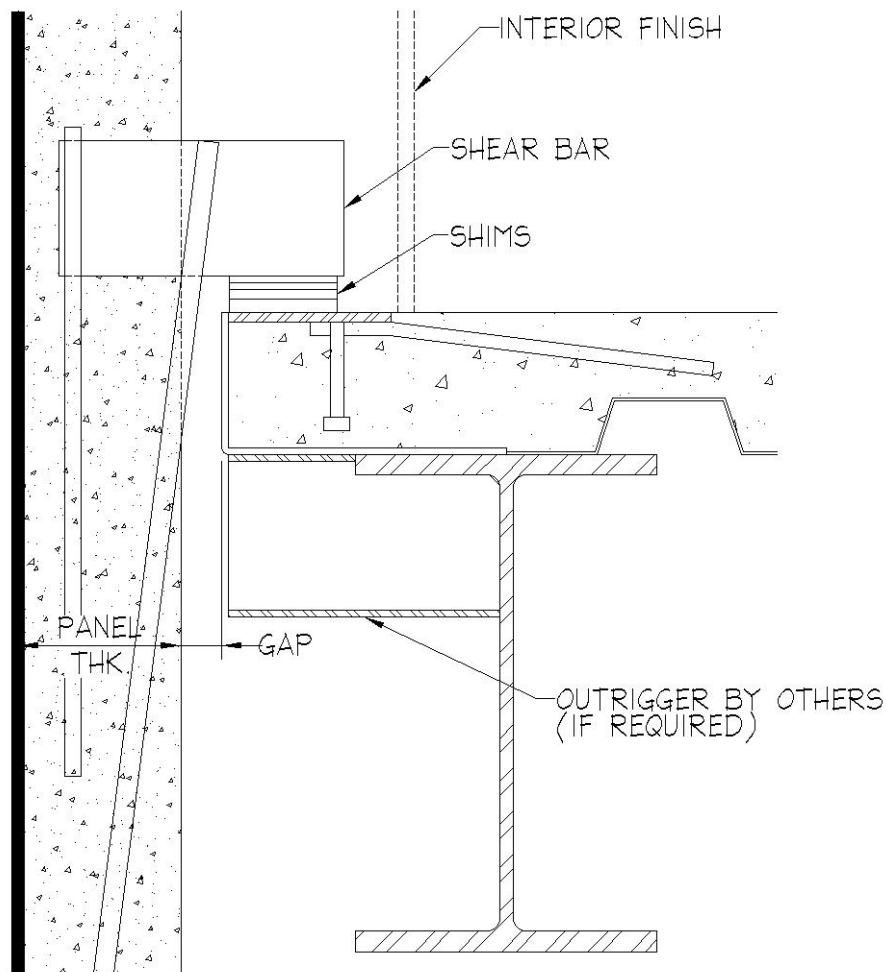 INTERIOR FINISH
SHEAR BAR
SHIMS
PANEL
THK.
GAP
OUTRIGGER BY OTHERS
(IF REQUIRED)